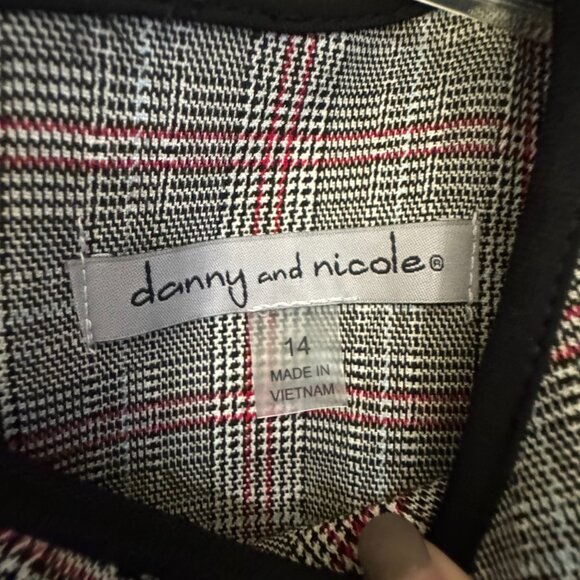 danny and nicole®
14
MADE IN
VIETNAM